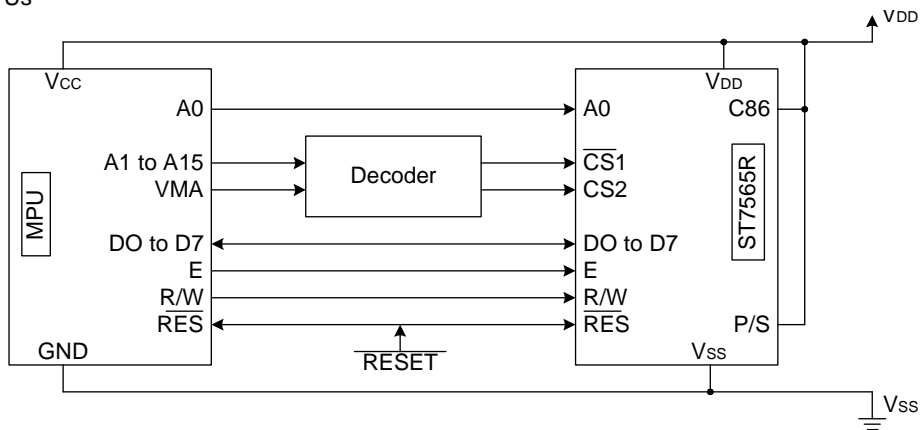 VDD
VCC
A0
A1 to A15
VMA
MPU
DO to D7
E
R/W
RES
GND
Decoder
RESET
VDD
A0
C86
CS1
CS2
ST7565R
DO to D7
E
R/W
RES
P/S
VSS
VSS